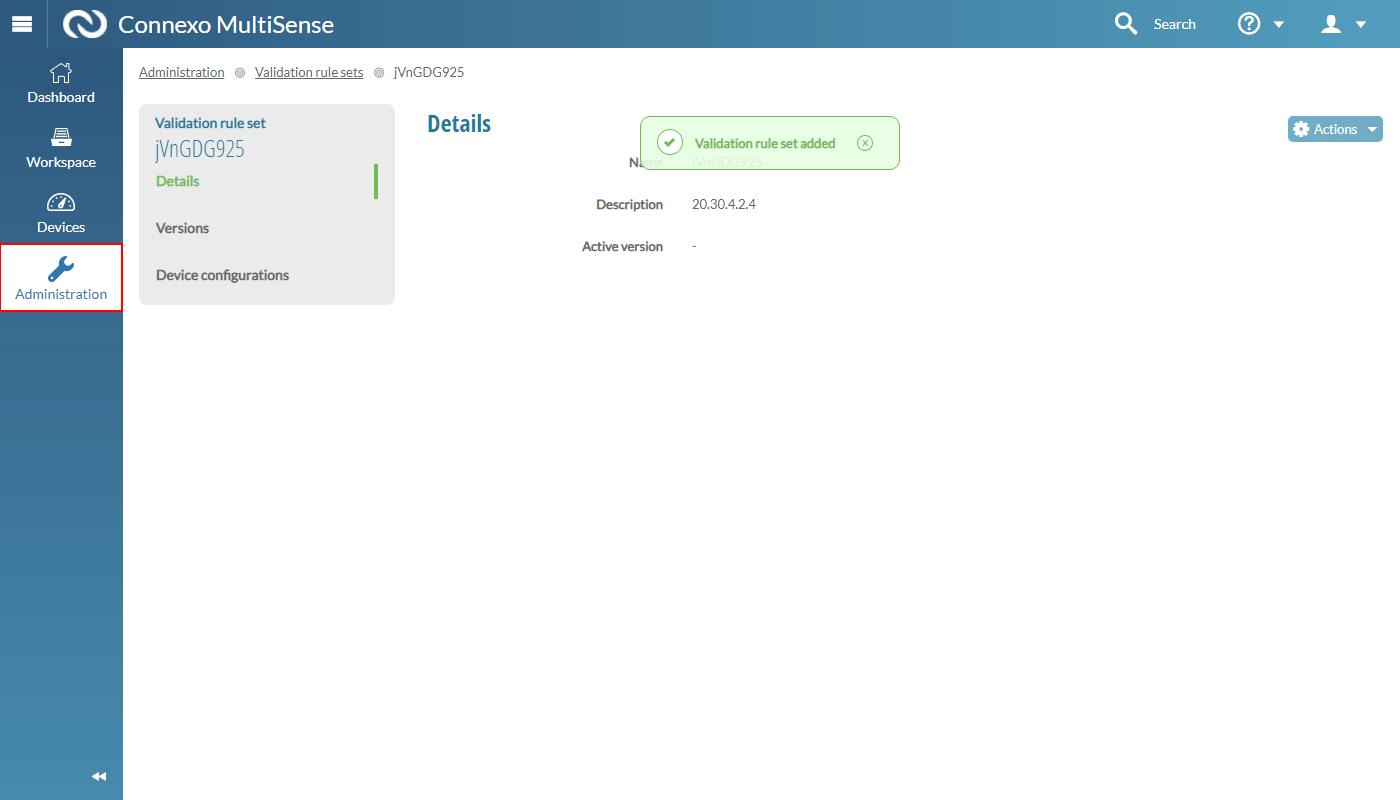 Connexo MultiSense
Search
Dashboard
Workspace
Devices
Administration
Administration Validation rule sets jVnGDG925
Validation rule set
jVnGDG925
Details
Versions
Device configurations
Details
Validation rule set added
Actions
Name jVnGDG925
Description 20.30.4.2.4
Active version -